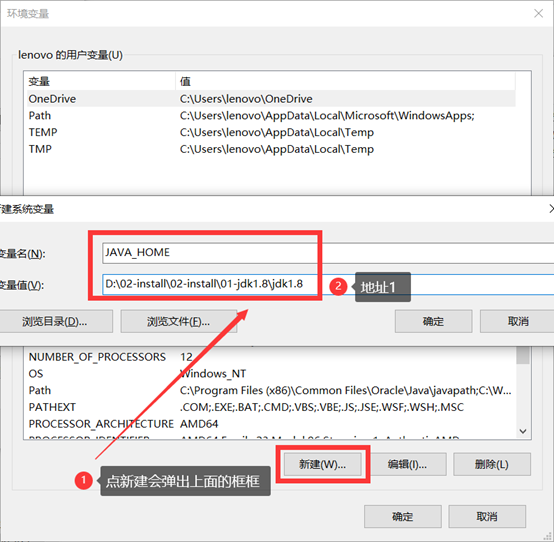 环境变量
lenovo 的用户变量(U)
变量 值
OneDrive C:\Users\lenovo\OneDrive
Path C:\Users\lenovo\AppData\Local\Microsoft\WindowsApps;
TEMP C:\Users\lenovo\AppData\Local\Temp
TMP C:\Users\lenovo\AppData\Local\Temp
新建系统变量
变量名(N): JAVA_HOME
变量值(V): D:\02-install\02-install\01-jdk1.8\jdk1.8
2 地址1
浏览目录(D)... 浏览文件(F)... 确定 取消
NUMBER_OF_PROCESSORS 12
OS Windows_NT
Path C:\Program Files (x86)\Common Files\Oracle\Java\javapath;C:\W...
PATHEXT .COM;.EXE;.BAT;.CMD;.VBS;.VBE;.JS;.JSE;.WSF;.WSH;.MSC
PROCESSOR_ARCHITECTURE AMD64
新建(W)... 编辑(I)... 删除(L)
1 点新建会弹出上面的框框
确定 取消